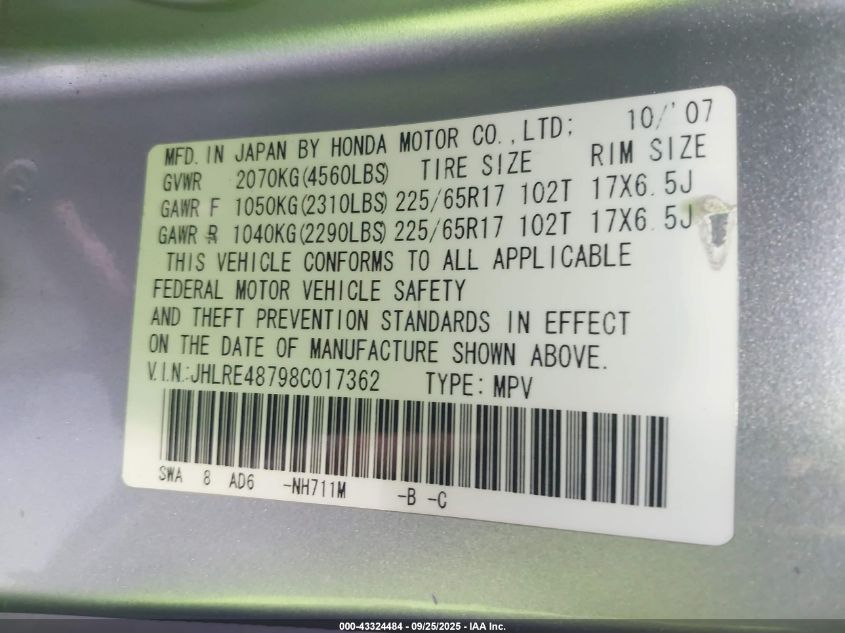 MFD. IN JAPAN BY HONDA MOTOR CO.,LTD; 10/'07
GVWR 2070KG(4560LBS) TIRE SIZE RIM SIZE
GAWR F 1050KG(2310LBS) 225/65R17 102T 17X6.5J
GAWR R 1040KG(2290LBS) 225/65R17 102T 17X6.5J
THIS VEHICLE CONFORMS TO ALL APPLICABLE
FEDERAL MOTOR VEHICLE SAFETY
AND THEFT PREVENTION STANDARDS IN EFFECT
ON THE DATE OF MANUFACTURE SHOWN ABOVE.
V.I.N.:JHLRE48798C017362 TYPE: MPV
SWA 8 AD6 -NH711M -B -C
000-43324484 - 09/25/2025 - IAA Inc.